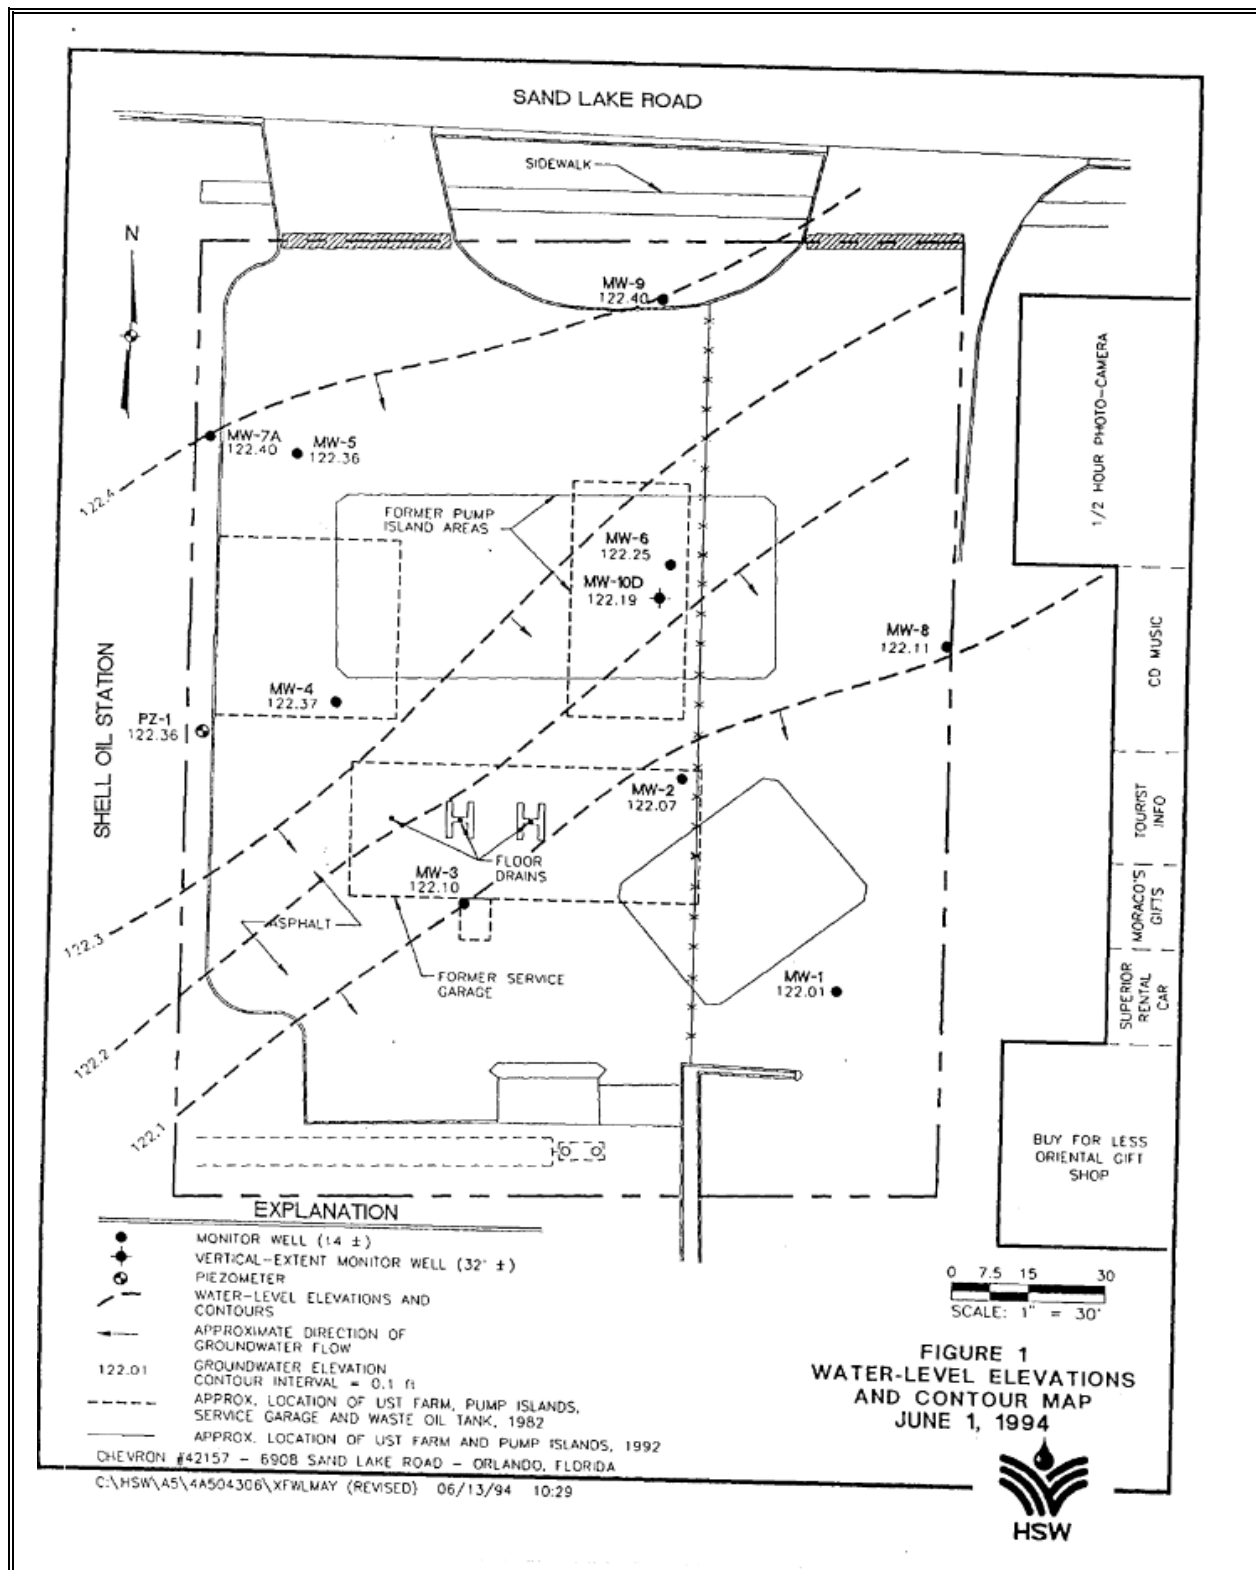 SAND LAKE ROAD
SIDEWALK
N
MW-9
122.40
1/2 HOUR PHOTO-CAMERA
MW-7A
122.40
MW-5
122.36
122.4
FORMER PUMP
ISLAND AREAS
MW-6
122.25
MW-10D
122.19
MW-8
122.11
CD MUSIC
SHELL OIL STATION
MW-4
122.37
PZ-1
122.36
MW-2
122.07
TOURIST
INFO
FLOOR
DRAINS
MW-3
122.10
MORACO'S
GIFTS
ASPHALT
122.3
FORMER SERVICE
GARAGE
MW-1
122.01
SUPERIOR
RENTAL
CAR
122.2
122.1
BUY FOR LESS
ORIENTAL GIFT
SHOP
EXPLANATION
MONITOR WELL (14 ±)
VERTICAL-EXTENT MONITOR WELL (32' ±)
PIEZOMETER
WATER-LEVEL ELEVATIONS AND
CONTOURS
APPROXIMATE DIRECTION OF
GROUNDWATER FLOW
122.01 GROUNDWATER ELEVATION
CONTOUR INTERVAL = 0.1 ft
APPROX. LOCATION OF UST FARM, PUMP ISLANDS,
SERVICE GARAGE AND WASTE OIL TANK, 1982
APPROX. LOCATION OF UST FARM AND PUMP ISLANDS, 1992
CHEVRON #42157 - 6908 SAND LAKE ROAD - ORLANDO, FLORIDA
C:\HSW\A5\4A504306\XFWLMAY (REVISED) 06/13/94 10:29
0 7.5 15 30
SCALE: 1" = 30'
FIGURE 1
WATER-LEVEL ELEVATIONS
AND CONTOUR MAP
JUNE 1, 1994
HSW